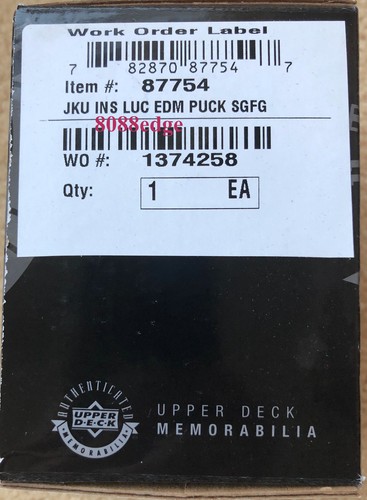 Work Order Label
7 82870 87754 7
Item #: 87754
JKU INS LUC EDM PUCK SGFG
8088edge
WO #: 1374258
Qty: 1 EA
AUTHENTICATED
UPPER
D·E·C·K
MEMORABILIA
UPPER DECK
MEMORABILIA